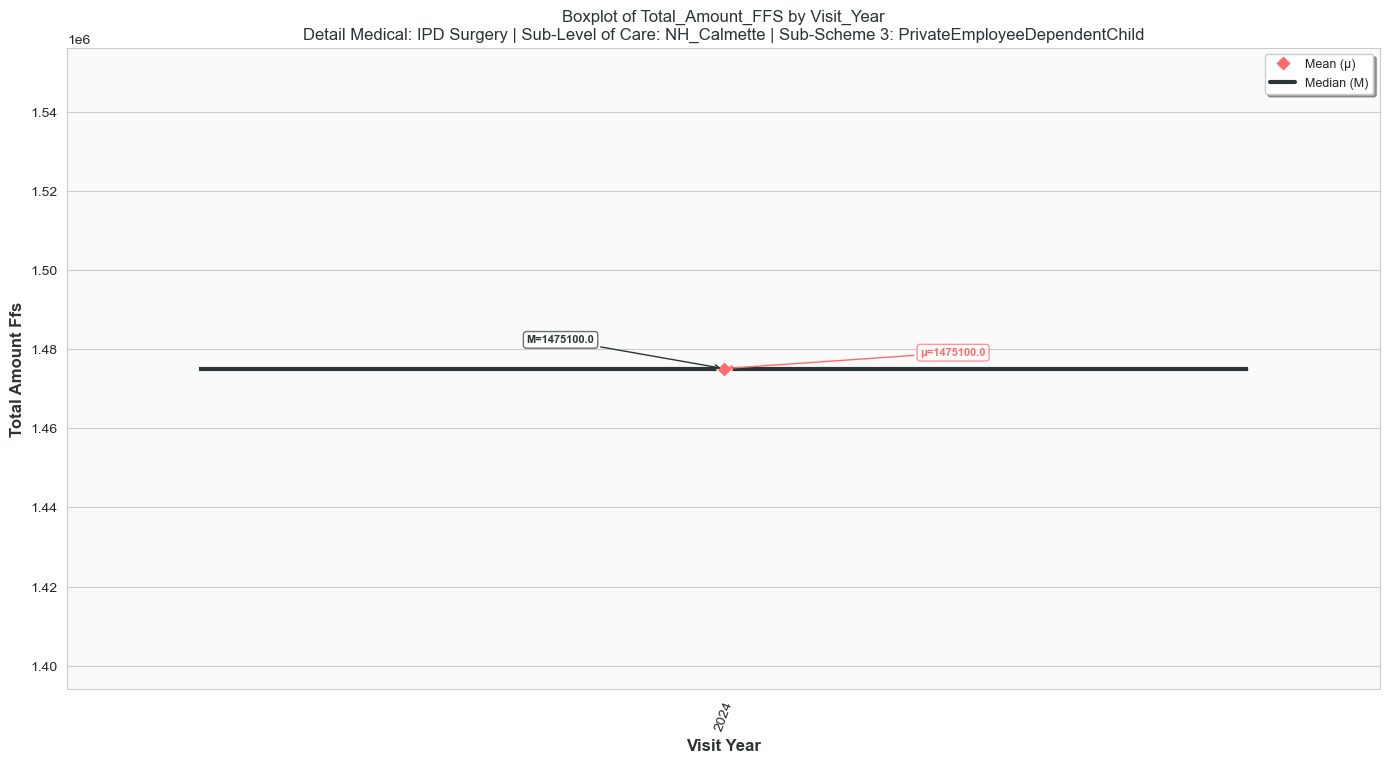 Boxplot of Total_Amount_FFS by Visit_Year
Detail Medical: IPD Surgery | Sub-Level of Care: NH_Calmette | Sub-Scheme 3: PrivateEmployeeDependentChild
1e6
Mean (μ)
Median (M)
1.54
1.52
1.50
1.48
1.46
1.44
1.42
1.40
Total Amount Ffs
M=1475100.0
μ=1475100.0
2024
Visit Year